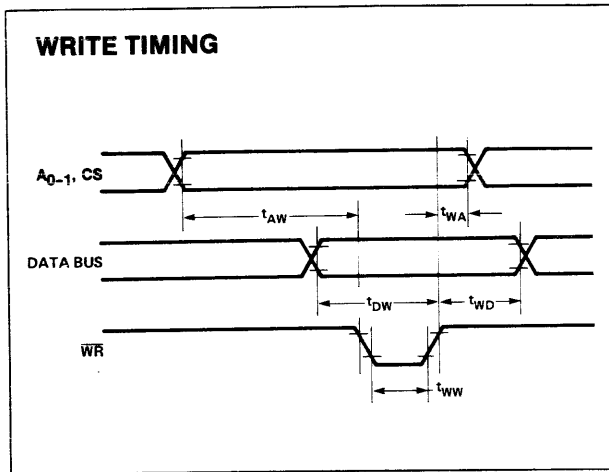 WRITE TIMING
A0–1, CS
tAW
tWA
DATA BUS
tDW
tWD
WR
tWW